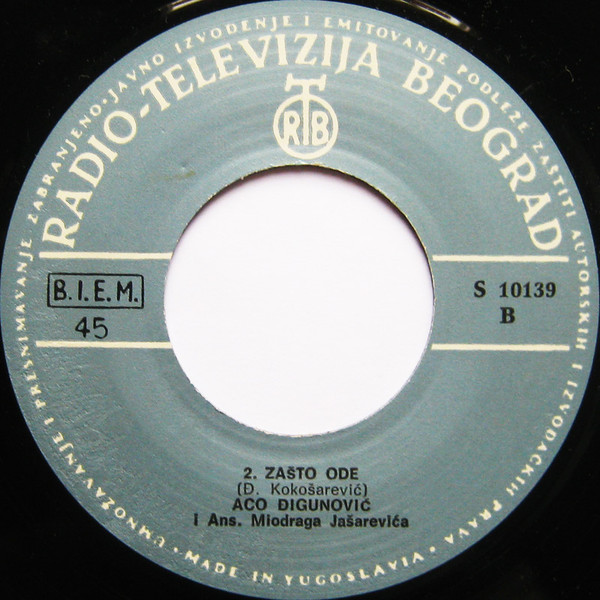 UMNOŽAVANJE I PRESNIMAVANJE ZABRANJENO·JAVNO IZVOĐENJE I EMITOVANJE PODLEŽE ZAŠTITI AUTORSKIH I IZVOĐAČKIH PRAVA
RADIO-TELEVIZIJA BEOGRAD
RTB
B.I.E.M.
45
S 10139
B
2. ZAŠTO ODE
(Đ. Kokošarević)
ACO ĐIGUNOVIĆ
i Ans. Miodraga Jašarevića
·MADE IN YUGOSLAVIA·